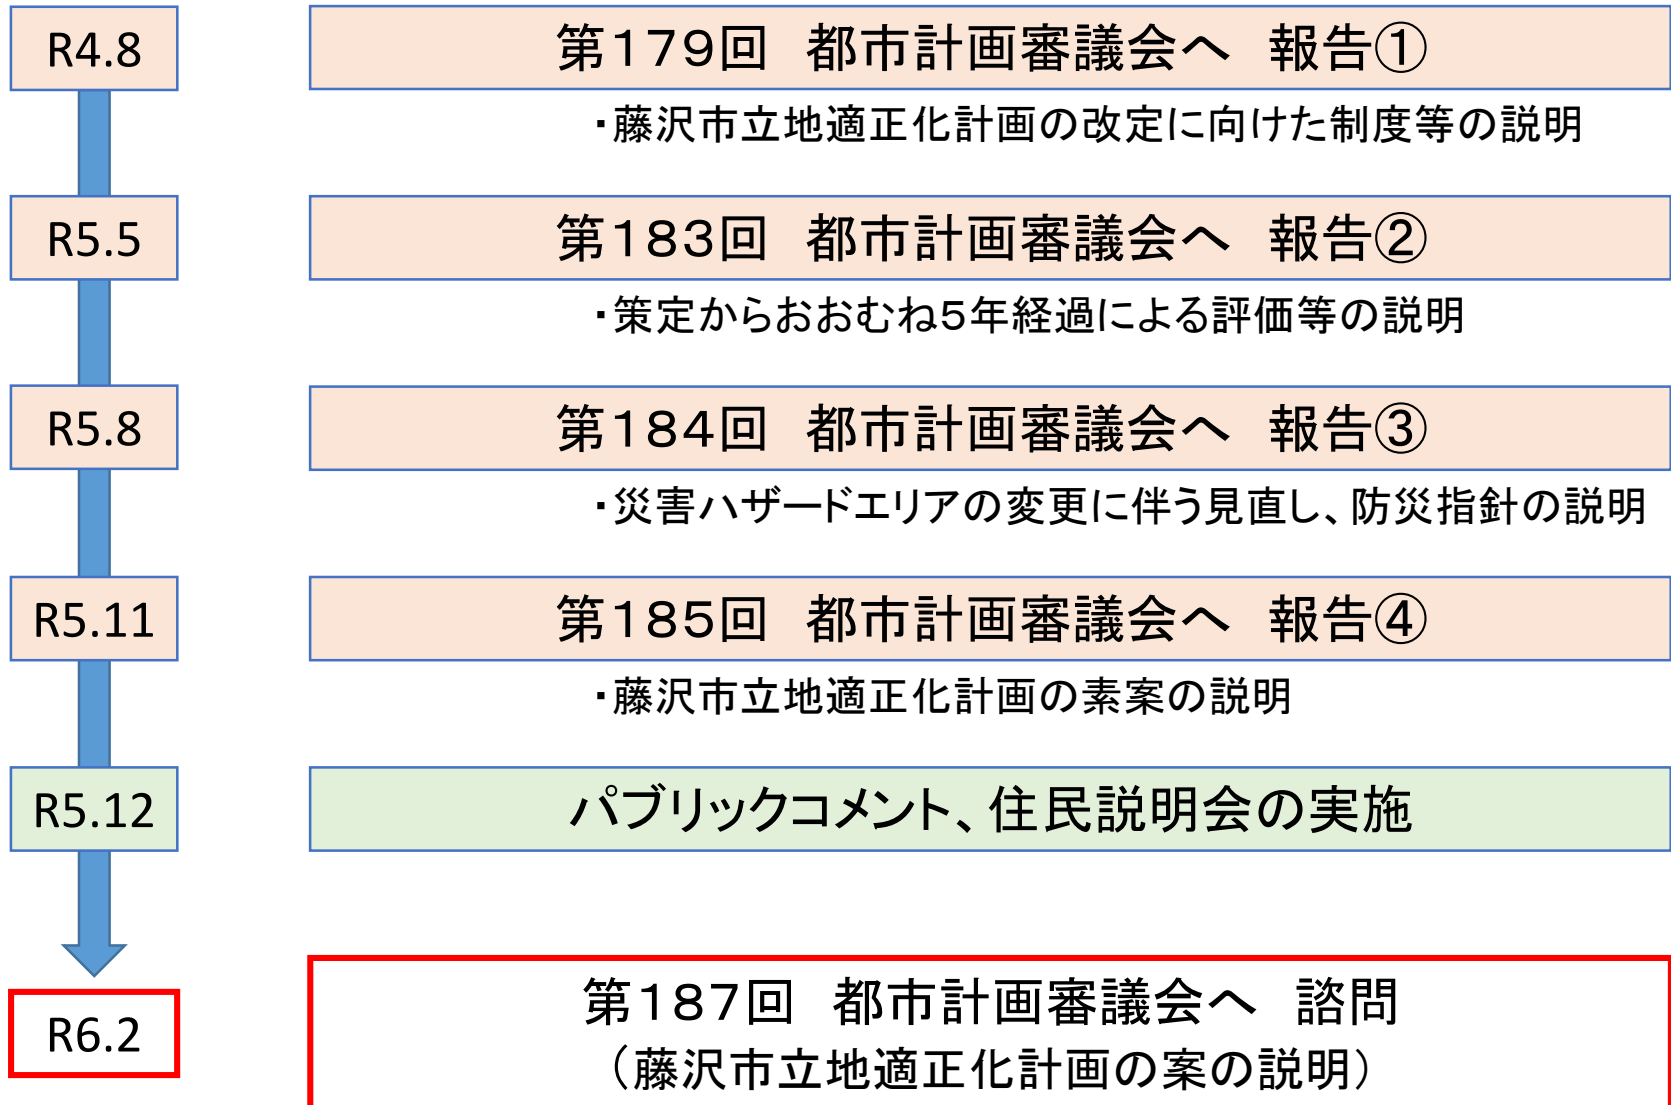 R4.8
第179回　都市計画審議会へ　報告①
・藤沢市立地適正化計画の改定に向けた制度等の説明
R5.5
第183回　都市計画審議会へ　報告②
・策定からおおむね5年経過による評価等の説明
R5.8
第184回　都市計画審議会へ　報告③
・災害ハザードエリアの変更に伴う見直し、防災指針の説明
R5.11
第185回　都市計画審議会へ　報告④
・藤沢市立地適正化計画の素案の説明
R5.12
パブリックコメント、住民説明会の実施
R6.2
第187回　都市計画審議会へ　諮問
（藤沢市立地適正化計画の案の説明）